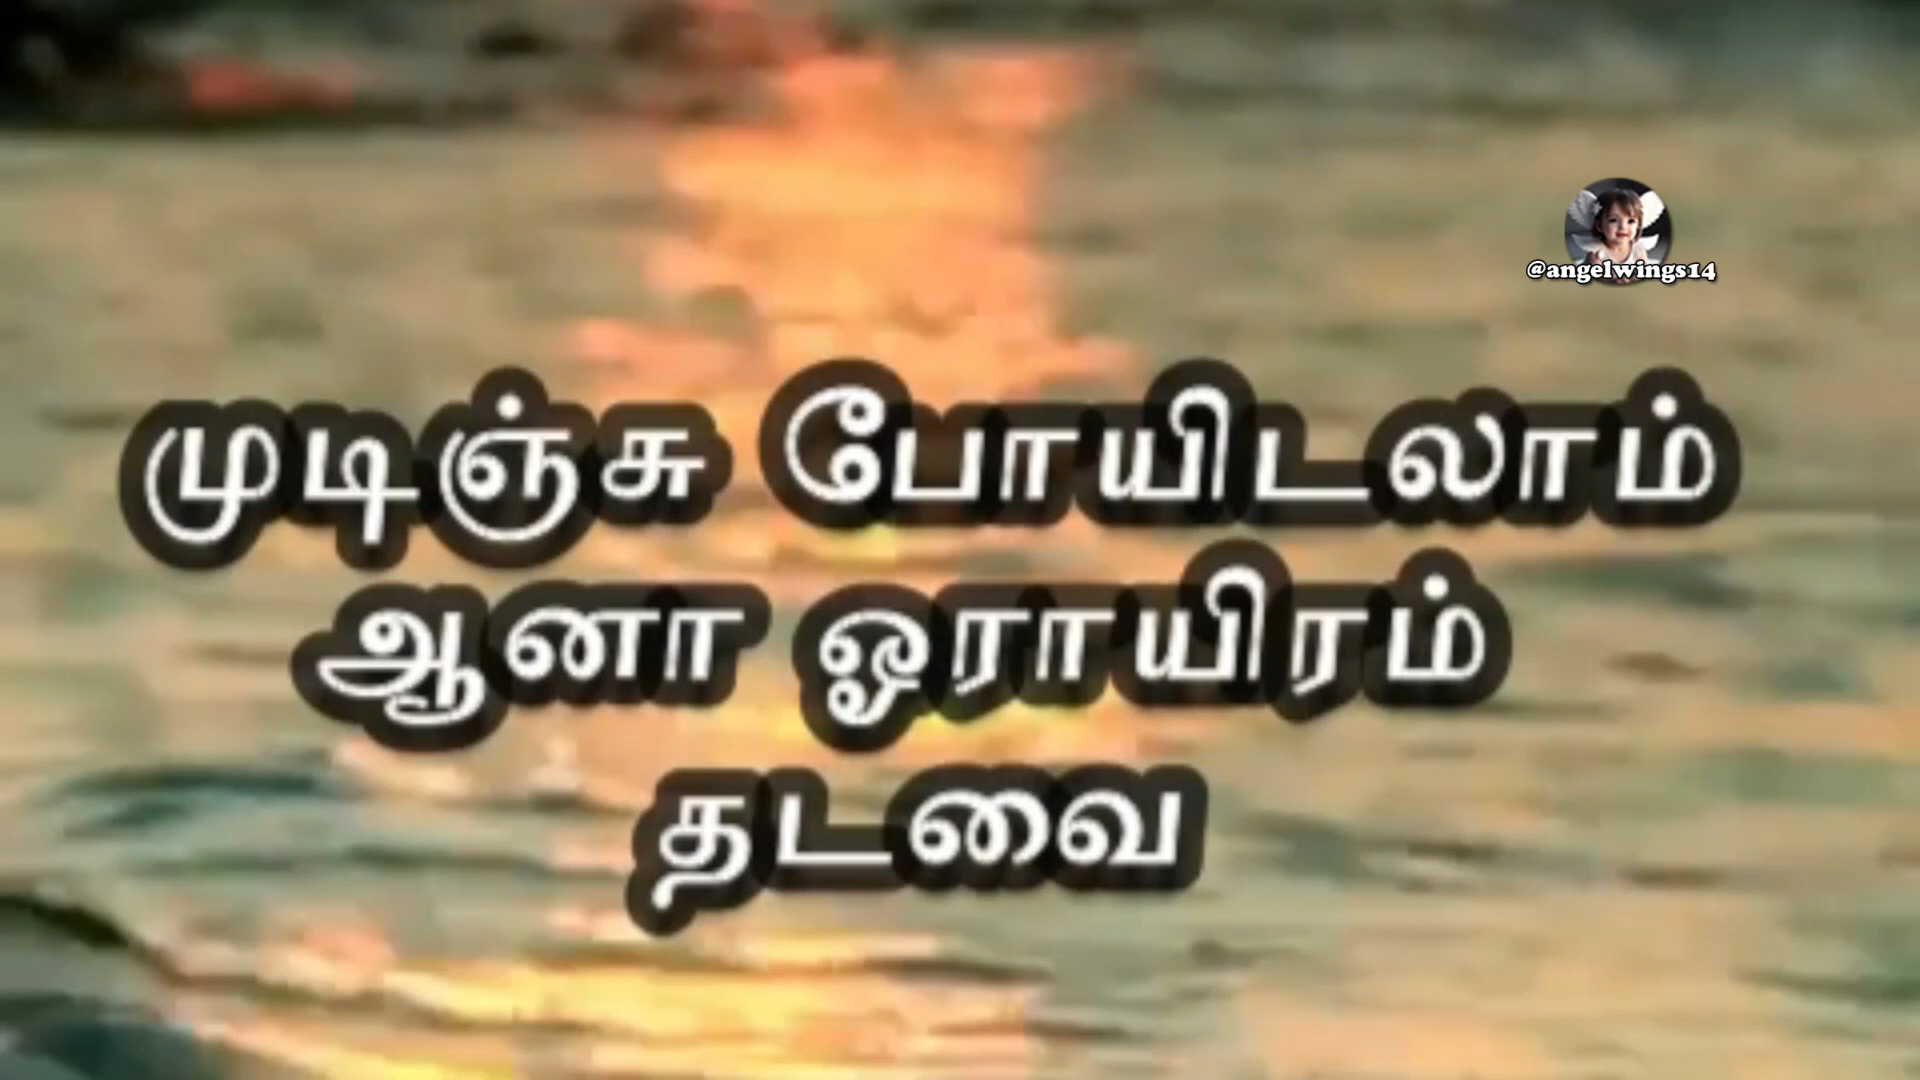 @angelwings14
முடிஞ்சு போயிடலாம்
ஆனா ஓராயிரம்
தடவை